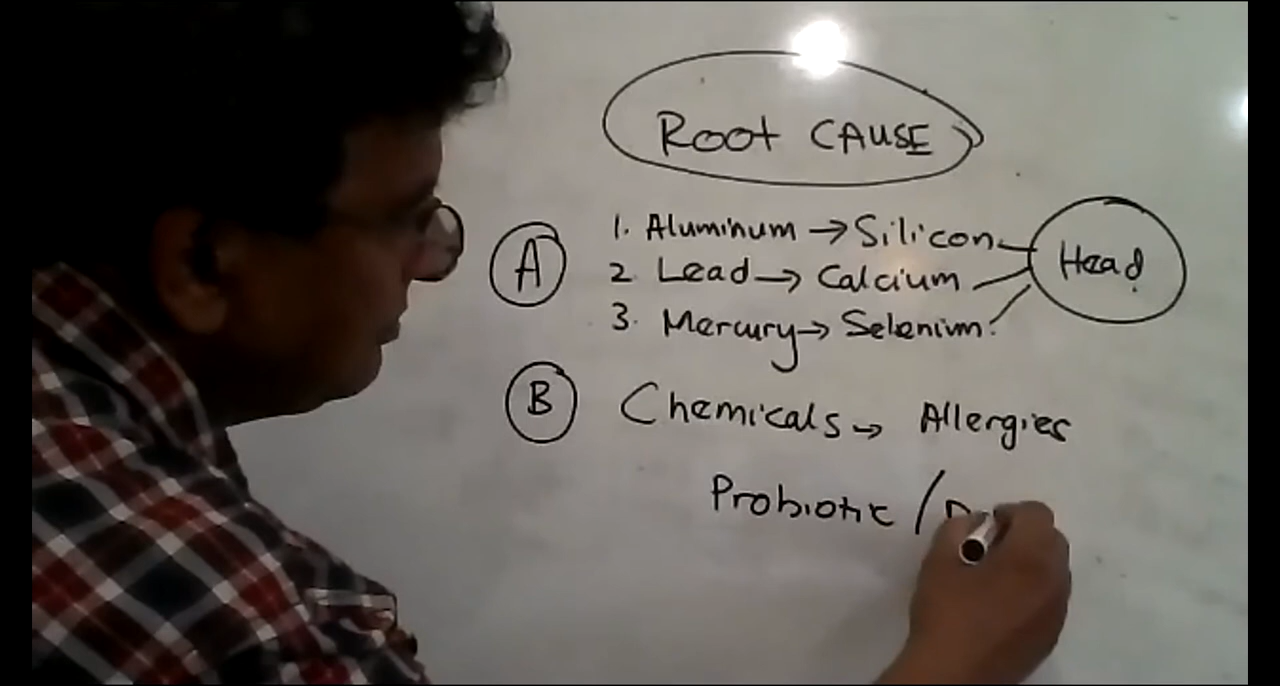 Root CAUSE
A
1. Aluminum → Silicon
2. Lead → Calcium
3. Mercury → Selenium
Head
B
Chemicals → Allergies
Probiotic /